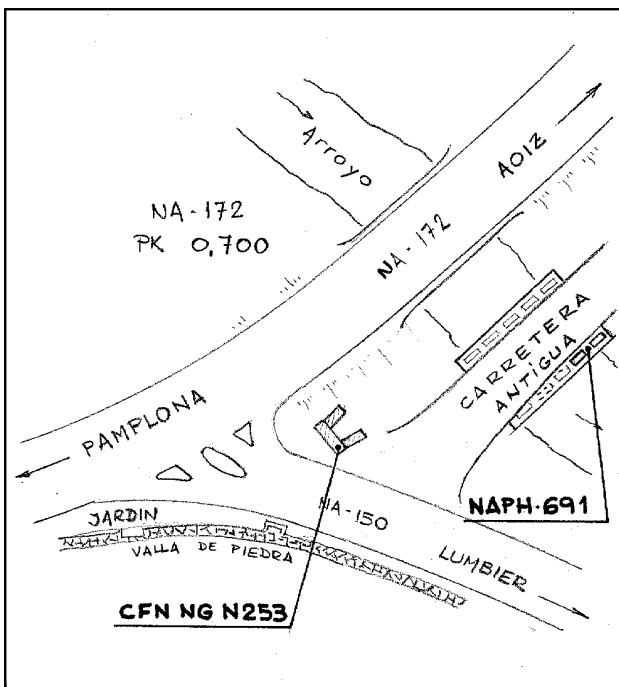 Arroyo
AOIZ
NA-172
PK 0,700
NA-172
CARRETERA
ANTÍGUA
PAMPLONA
NAPH-691
JARDIN
NA-150
VALLA DE PIEDRA
LUMBIER
CFN NG N253